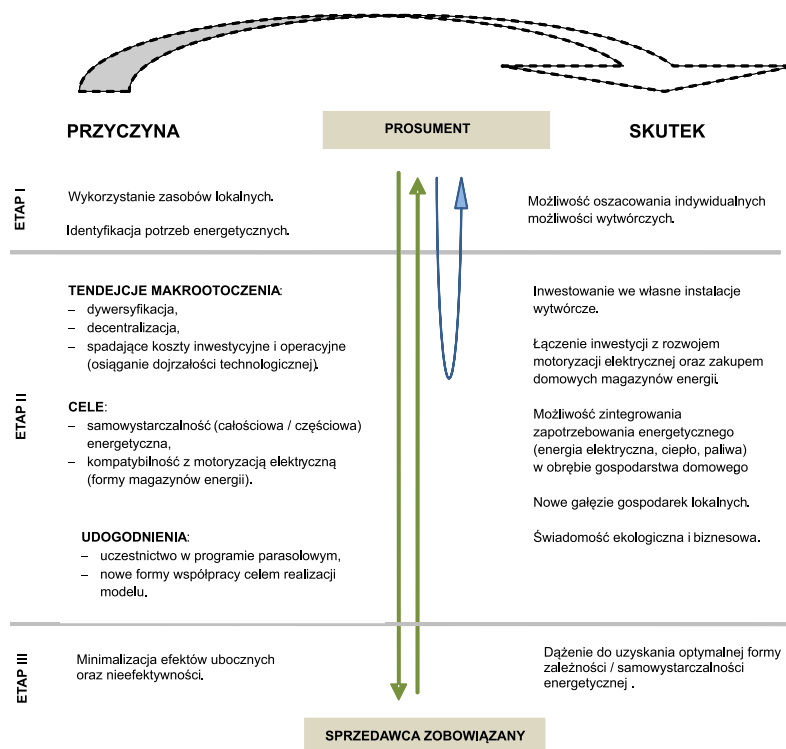 PRZYCZYNA
PROSUMENT
SKUTEK
ETAP I
Wykorzystanie zasobów lokalnych.
Identyfikacja potrzeb energetycznych.
Możliwość oszacowania indywidualnych
możliwości wytwórczych.
ETAP II
TENDEJCJE MAKROOTOCZENIA:
– dywersyfikacja,
– decentralizacja,
– spadające koszty inwestycyjne i operacyjne
(osiąganie dojrzałości technologicznej).
CELE:
– samowystarczalność (całościowa / częściowa)
energetyczna,
– kompatybilność z motoryzacją elektryczną
(formy magazynów energii).
UDOGODNIENIA:
– uczestnictwo w programie parasolowym,
– nowe formy współpracy celem realizacji
modelu.
Inwestowanie we własne instalacje
wytwórcze.
Łączenie inwestycji z rozwojem
motoryzacji elektrycznej oraz zakupem
domowych magazynów energii.
Możliwość zintegrowania
zapotrzebowania energetycznego
(energia elektryczna, ciepło, paliwa)
w obrębie gospodarstwa domowego
Nowe gałęzie gospodarek lokalnych.
Świadomość ekologiczna i biznesowa.
ETAP III
Minimalizacja efektów ubocznych
oraz nieefektywności.
Dążenie do uzyskania optymalnej formy
zależności / samowystarczalności
energetycznej .
SPRZEDAWCA ZOBOWIĄZANY